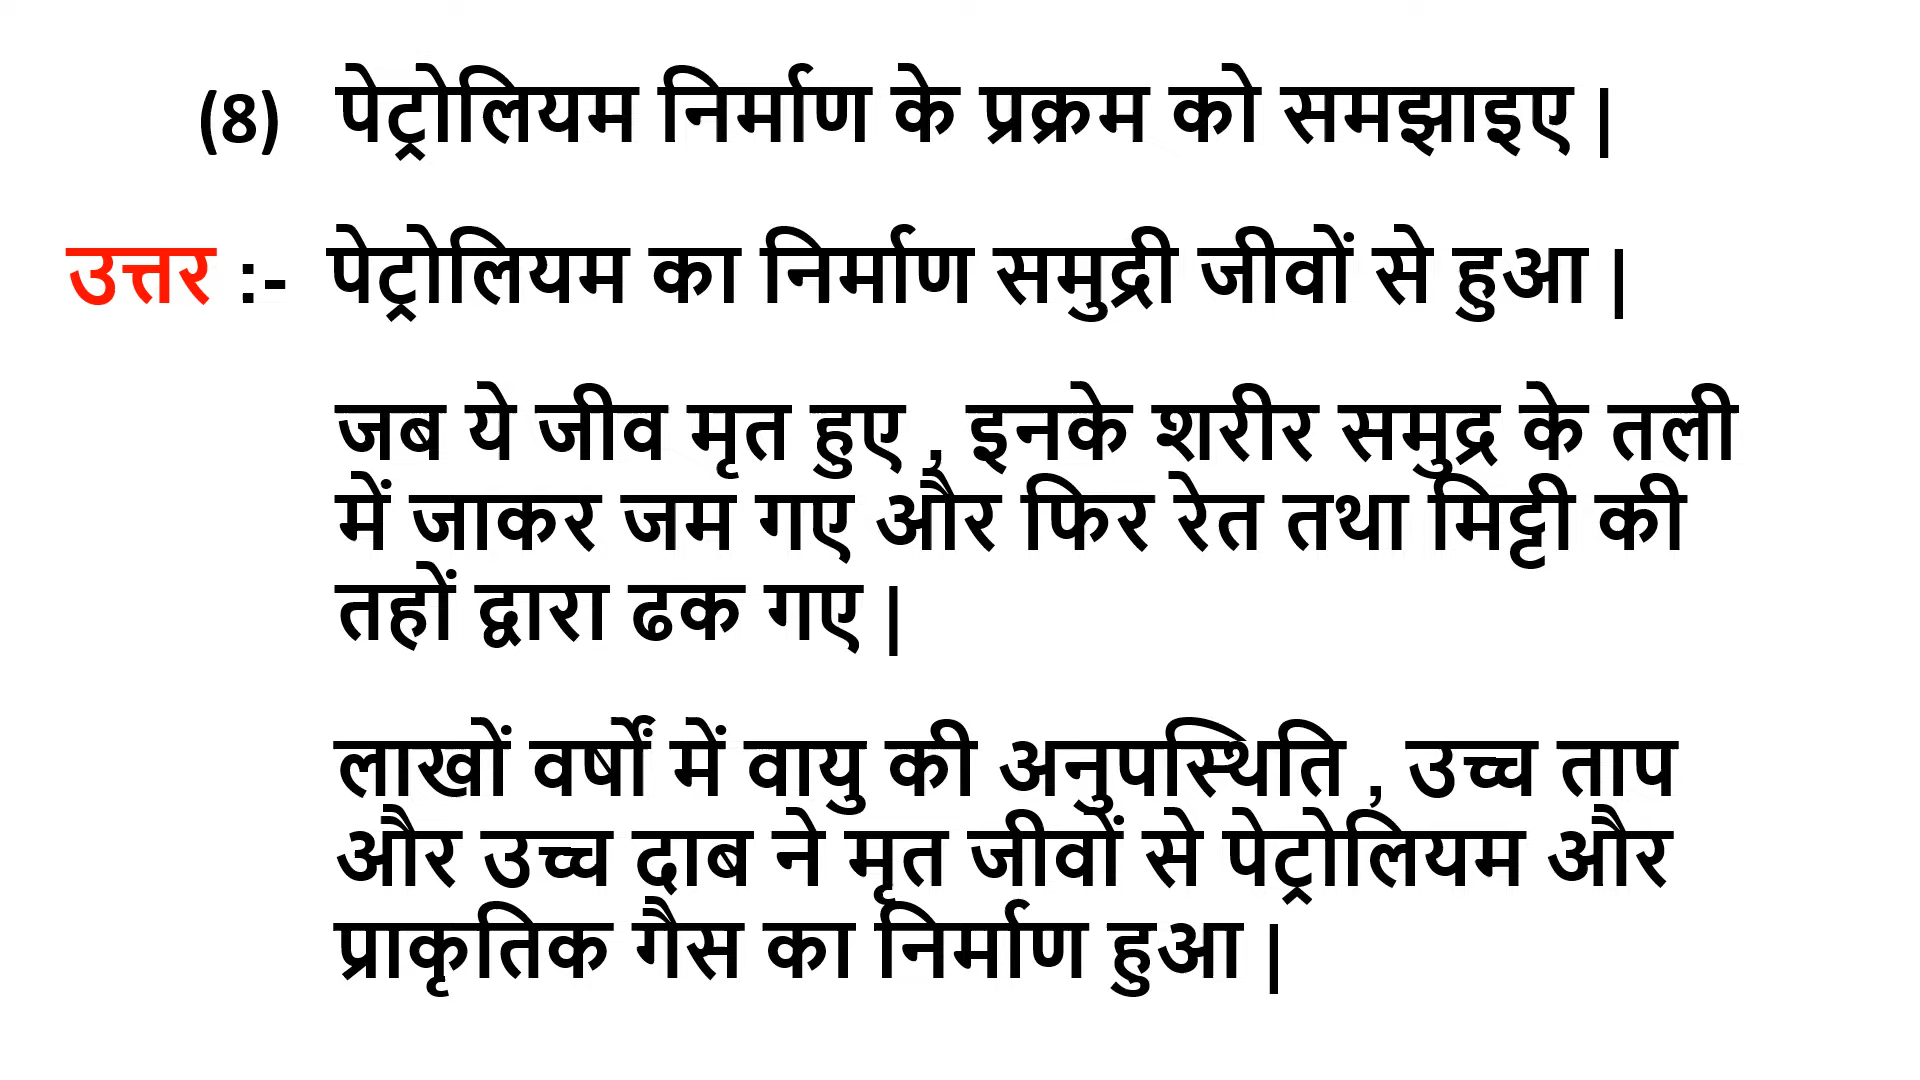 (8) पेट्रोलियम निर्माण के प्रक्रम को समझाइए |
उत्तर :- पेट्रोलियम का निर्माण समुद्री जीवों से हुआ |
जब ये जीव मृत हुए , इनके शरीर समुद्र के तली
में जाकर जम गए और फिर रेत तथा मिट्टी की
तहों द्वारा ढक गए |
लाखों वर्षों में वायु की अनुपस्थिति , उच्च ताप
और उच्च दाब ने मृत जीवों से पेट्रोलियम और
प्राकृतिक गैस का निर्माण हुआ |